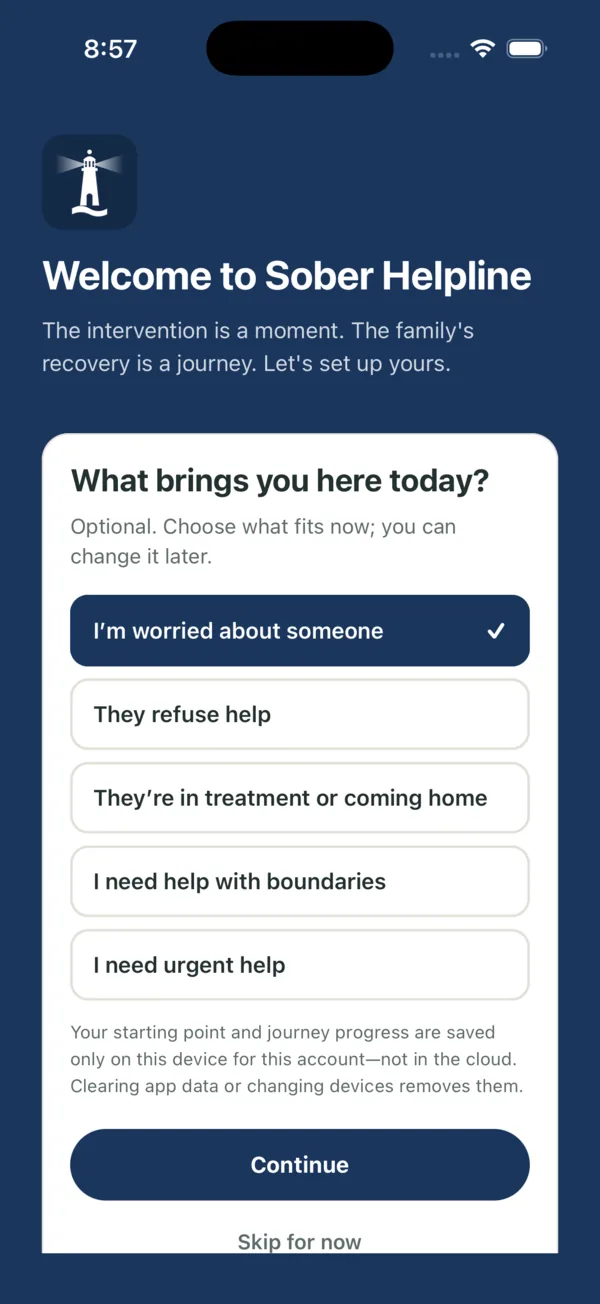 8:57
Welcome to Sober Helpline
The intervention is a moment. The family's
recovery is a journey. Let's set up yours.
What brings you here today?
Optional. Choose what fits now; you can
change it later.
I’m worried about someone
They refuse help
They’re in treatment or coming home
I need help with boundaries
I need urgent help
Your starting point and journey progress are saved
only on this device for this account—not in the cloud.
Clearing app data or changing devices removes them.
Continue
Skip for now